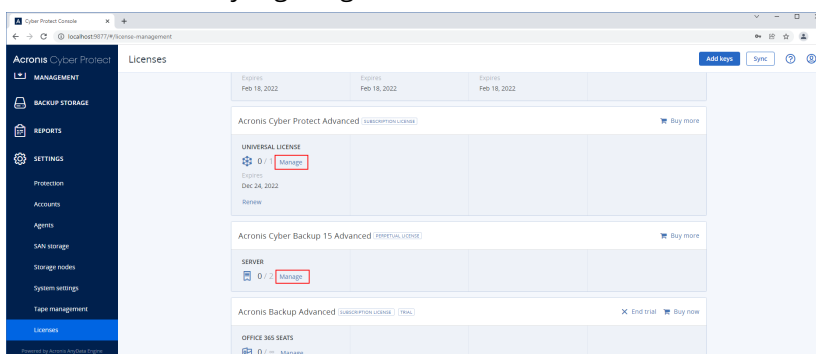 Cyber Protect Console
localhost:9877/#/license-management
Acronis Cyber Protect
Licenses
Add keys
Sync
MANAGEMENT
BACKUP STORAGE
REPORTS
SETTINGS
Protection
Accounts
Agents
SAN storage
Storage nodes
System settings
Tape management
Licenses
Powered by Acronis AnyData Engine
Expires Expires Expires
Feb 18, 2022 Feb 18, 2022 Feb 18, 2022
Acronis Cyber Protect Advanced SUBSCRIPTION LICENSE Buy more
UNIVERSAL LICENSE
0 / 1 Manage
Expires
Dec 24, 2022
Renew
Acronis Cyber Backup 15 Advanced PERPETUAL LICENSE Buy more
SERVER
0 / 2 Manage
Acronis Backup Advanced SUBSCRIPTION LICENSE TRIAL End trial Buy now
OFFICE 365 SEATS
0 / ∞ Manage